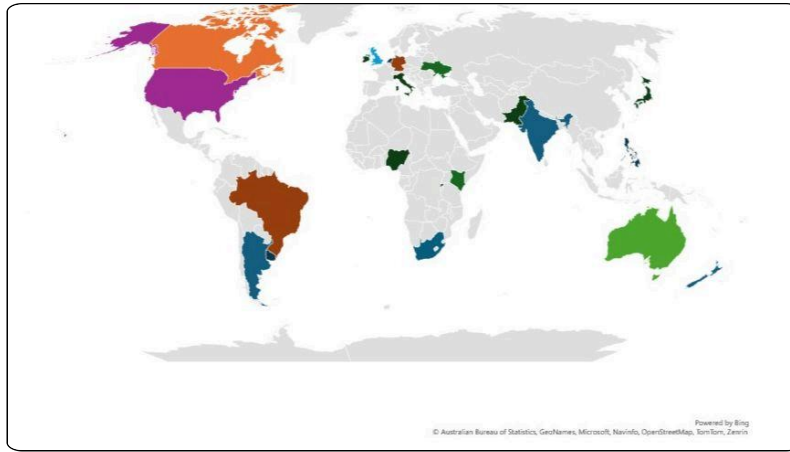 Powered by Bing
© Australian Bureau of Statistics, GeoNames, Microsoft, Navinfo, OpenStreetMap, TomTom, Zenrin